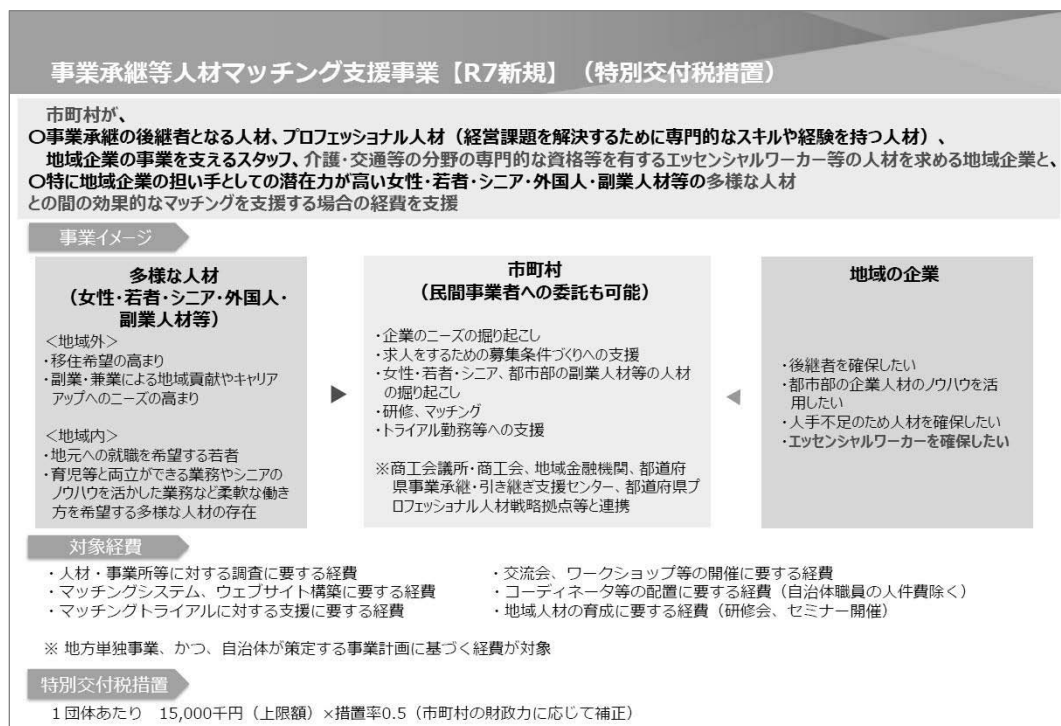 事業承継等人材マッチング支援事業【R7新規】（特別交付税措置）
市町村が、
〇事業承継の後継者となる人材、プロフェッショナル人材（経営課題を解決するために専門的なスキルや経験を持つ人材）、
地域企業の事業を支えるスタッフ、介護・交通等の分野の専門的な資格等を有するエッセンシャルワーカー等の人材を求める地域企業と、
〇特に地域企業の担い手としての潜在力が高い女性・若者・シニア・外国人・副業人材等の多様な人材
との間の効果的なマッチングを支援する場合の経費を支援
事業イメージ
多様な人材
（女性・若者・シニア・外国人・
副業人材等）
＜地域外＞
・移住希望の高まり
・副業・兼業による地域貢献やキャリア
アップへのニーズの高まり
＜地域内＞
・地元への就職を希望する若者
・育児等と両立ができる業務やシニアの
ノウハウを活かした業務など柔軟な働き
方を希望する多様な人材の存在
市町村
（民間事業者への委託も可能）
・企業のニーズの掘り起こし
・求人をするための募集条件づくりへの支援
・女性・若者・シニア、都市部の副業人材等の人材
の掘り起こし
・研修、マッチング
・トライアル勤務等への支援
※商工会議所・商工会、地域金融機関、都道府
県事業承継・引き継ぎ支援センター、都道府県プ
ロフェッショナル人材戦略拠点等と連携
地域の企業
・後継者を確保したい
・都市部の企業人材のノウハウを活
用したい
・人手不足のため人材を確保したい
・エッセンシャルワーカーを確保したい
対象経費
・人材・事業所等に対する調査に要する経費
・マッチングシステム、ウェブサイト構築に要する経費
・マッチングトライアルに対する支援に要する経費
・交流会、ワークショップ等の開催に要する経費
・コーディネータ等の配置に要する経費（自治体職員の人件費除く）
・地域人材の育成に要する経費（研修会、セミナー開催）
※ 地方単独事業、かつ、自治体が策定する事業計画に基づく経費が対象
特別交付税措置
１団体あたり　15,000千円（上限額）×措置率0.5（市町村の財政力に応じて補正）